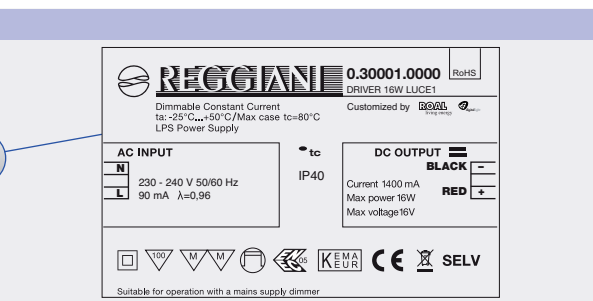 REGGIANI
0.30001.0000
RoHS
DRIVER 16W LUCE1
Dimmable Constant Current
ta: -25°C...+50°C/Max case tc=80°C
LPS Power Supply
Customized by ROAL
living energy
AC INPUT
N
L
230 - 240 V 50/60 Hz
90 mA λ=0,96
tc
IP40
DC OUTPUT
BLACK -
RED +
Current 1400 mA
Max power 16W
Max voltage16V
100 M M 05 KEMA EUR CE SELV
Suitable for operation with a mains supply dimmer